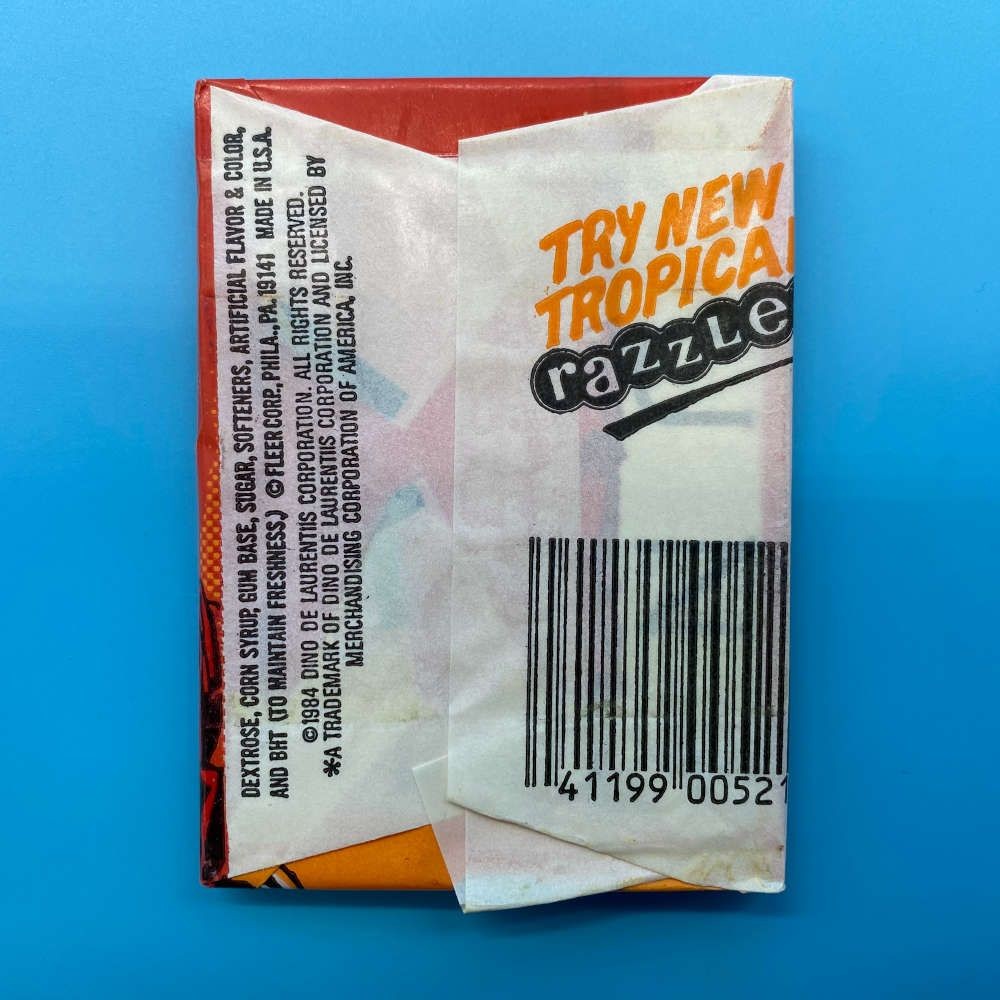 DEXTROSE, CORN SYRUP, GUM BASE, SUGAR, SOFTENERS, ARTIFICIAL FLAVOR & COLOR,
AND BHT (TO MAINTAIN FRESHNESS.) © FLEER CORP., PHILA., PA. 19141 MADE IN U.S.A.
©1984 DINO DE LAURENTIIS CORPORATION. ALL RIGHTS RESERVED.
*A TRADEMARK OF DINO DE LAURENTIIS CORPORATION AND LICENSED BY
MERCHANDISING CORPORATION OF AMERICA, INC.
TRY NEW
TROPICAL
razzle
41199 00521